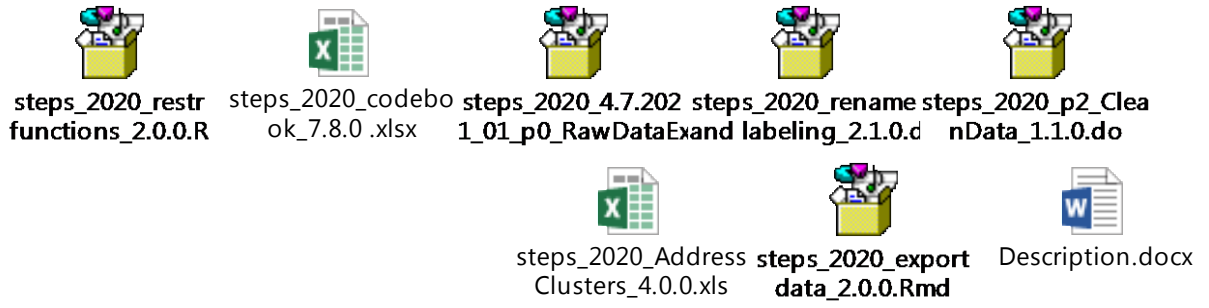 steps_2020_restr
functions_2.0.0.R
steps_2020_codebo
ok_7.8.0 .xlsx
steps_2020_4.7.202
1_01_p0_RawDataEx
steps_2020_rename
and labeling_2.1.0.d
steps_2020_p2_Clea
nData_1.1.0.do
steps_2020_Address
Clusters_4.0.0.xls
steps_2020_export
data_2.0.0.Rmd
Description.docx